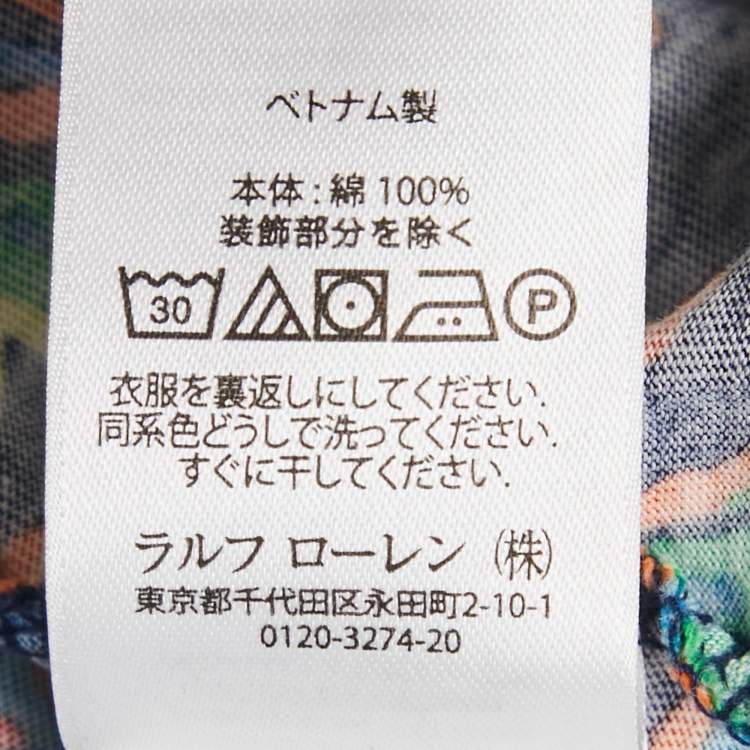 ベトナム製
本体：綿 100%
装飾部分を除く
30 P
衣服を裏返しにしてください.
同系色どうしで洗ってください.
すぐに干してください.
ラルフ ローレン (株)
東京都千代田区永田町2-10-1
0120-3274-20